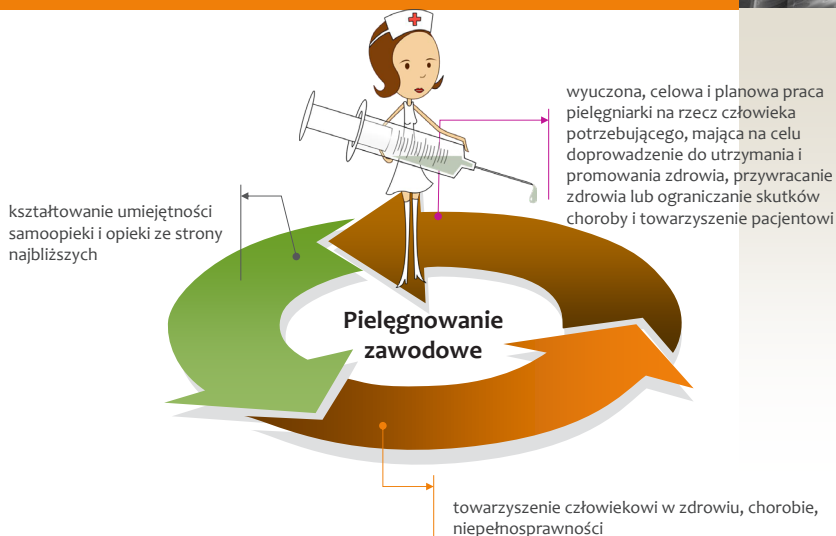 wyuczona, celowa i planowa praca
pielęgniarki na rzecz człowieka
potrzebującego, mająca na celu
doprowadzenie do utrzymania i
promowania zdrowia, przywracanie
zdrowia lub ograniczanie skutków
choroby i towarzyszenie pacjentowi
kształtowanie umiejętności
samoopieki i opieki ze strony
najbliższych
Pielęgnowanie
zawodowe
towarzyszenie człowiekowi w zdrowiu, chorobie,
niepełnosprawności